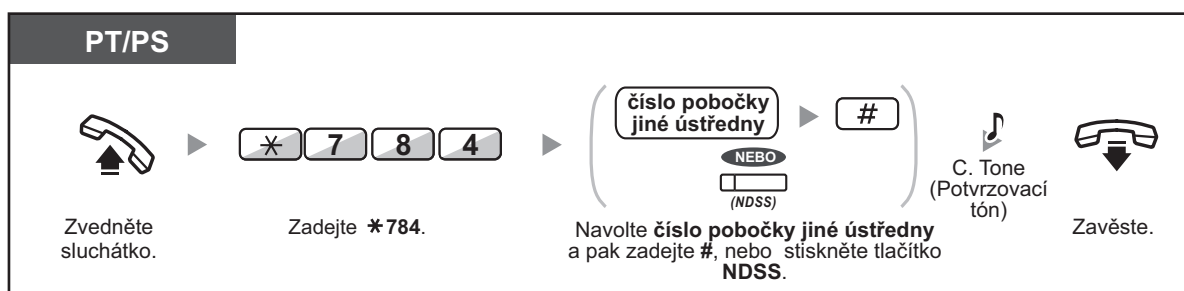 PT/PS
číslo pobočky
jiné ústředny
#
NEBO
(NDSS)
* 7 8 4
C. Tone
(Potvrzovací
tón)
Zvedněte
sluchátko.
Zadejte *784.
Navolte číslo pobočky jiné ústředny
a pak zadejte #, nebo stiskněte tlačítko
NDSS.
Zavěste.